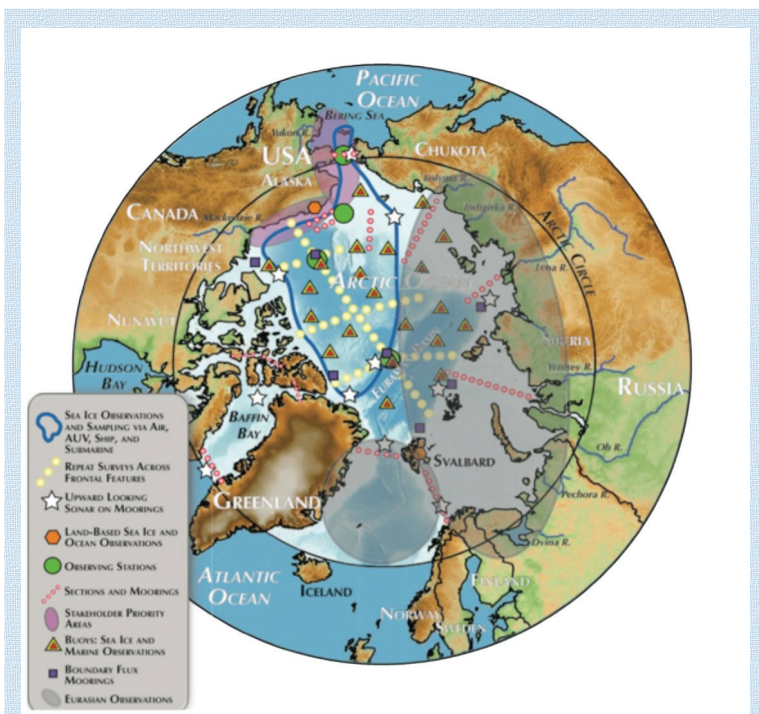 PACIFIC
OCEAN
BERING SEA
Yukon R.
USA
ALASKA
CHUKOTA
CANADA
Mackenzie R.
Indigirka R.
NORTHWEST
TERRITORIES
ARCTIC CIRCLE
ARCTIC OCEAN
Lena R.
NUNAVUT
SIBERIA
HUDSON
BAY
EURASIAN BASIN
Yenisey R.
RUSSIA
BAFFIN
BAY
Ob R.
SVALBARD
GREENLAND
Pechora R.
Dvina R.
ATLANTIC
OCEAN
ICELAND
FINLAND
NORWAY
SWEDEN
SEA ICE OBSERVATIONS
AND SAMPLING VIA AIR,
AUV, SHIP, AND
SUBMARINE
REPEAT SURVEYS ACROSS
FRONTAL FEATURES
UPWARD LOOKING
SONAR ON MOORINGS
LAND-BASED SEA ICE AND
OCEAN OBSERVATIONS
OBSERVING STATIONS
SECTIONS AND MOORINGS
STAKEHOLDER PRIORITY
AREAS
BUOYS: SEA ICE AND
MARINE OBSERVATIONS
BOUNDARY FLUX
MOORINGS
EURASIAN OBSERVATIONS